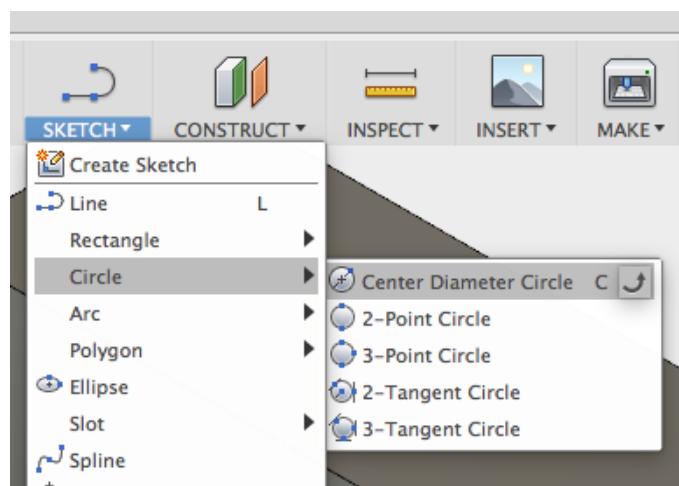 SKETCH CONSTRUCT INSPECT INSERT MAKE
Create Sketch
Line L
Rectangle
Circle
Arc
Polygon
Ellipse
Slot
Spline
Center Diameter Circle C
2-Point Circle
3-Point Circle
2-Tangent Circle
3-Tangent Circle